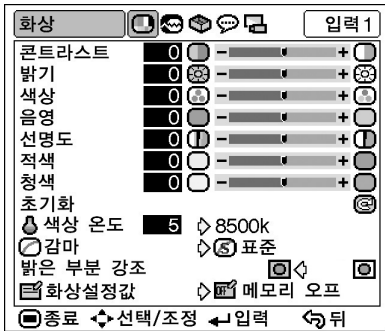 화상 입력 1
콘트라스트 0 - +
밝기 0 - +
색상 0 - +
음영 0 - +
선명도 0 - +
적색 0 - +
청색 0 - +
초기화
색상 온도 5 8500k
감마 S 표준
밝은 부분 강조
화상설정값 OFF 메모리 오프
종료 선택/조정 입력 뒤